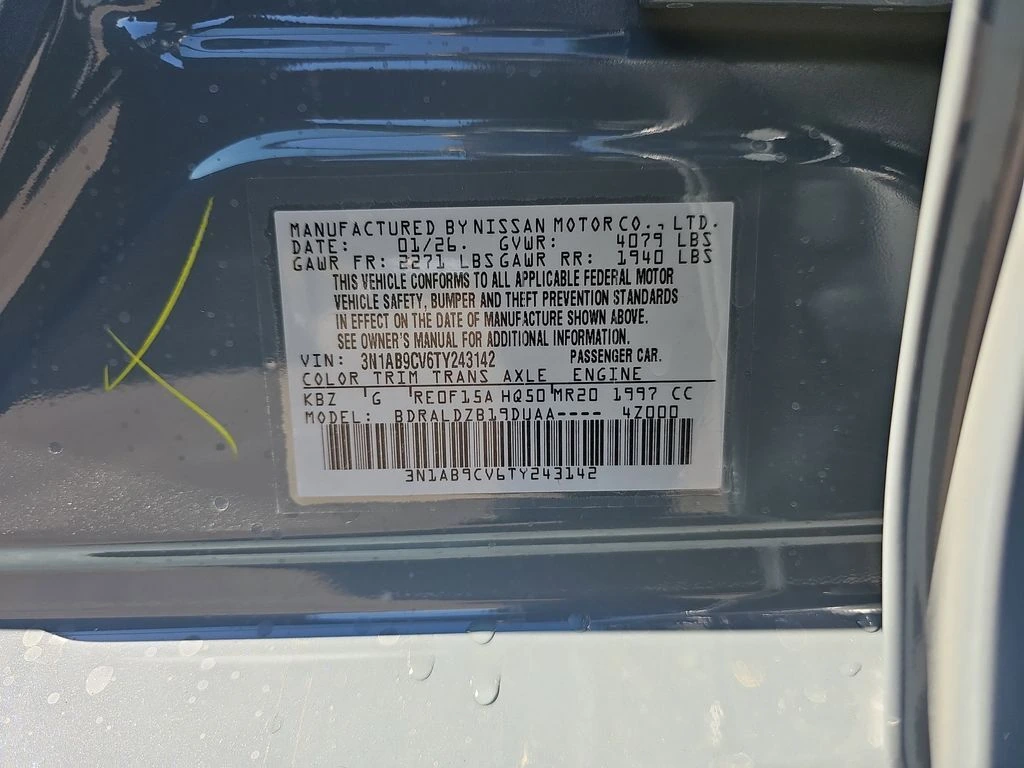 MANUFACTURED BY NISSAN MOTOR CO., LTD.
DATE: 01/26. GVWR: 4079 LBS
GAWR FR: 2271 LBS GAWR RR: 1940 LBS
THIS VEHICLE CONFORMS TO ALL APPLICABLE FEDERAL MOTOR
VEHICLE SAFETY, BUMPER AND THEFT PREVENTION STANDARDS
IN EFFECT ON THE DATE OF MANUFACTURE SHOWN ABOVE.
SEE OWNER'S MANUAL FOR ADDITIONAL INFORMATION.
VIN: 3N1AB9CV6TY243142 PASSENGER CAR.
COLOR TRIM TRANS AXLE ENGINE
KBZ G RE0F15A HQ50 MR20 1997 CC
MODEL: BDRALDZB19DUAA---- 4Z000
3N1AB9CV6TY243142